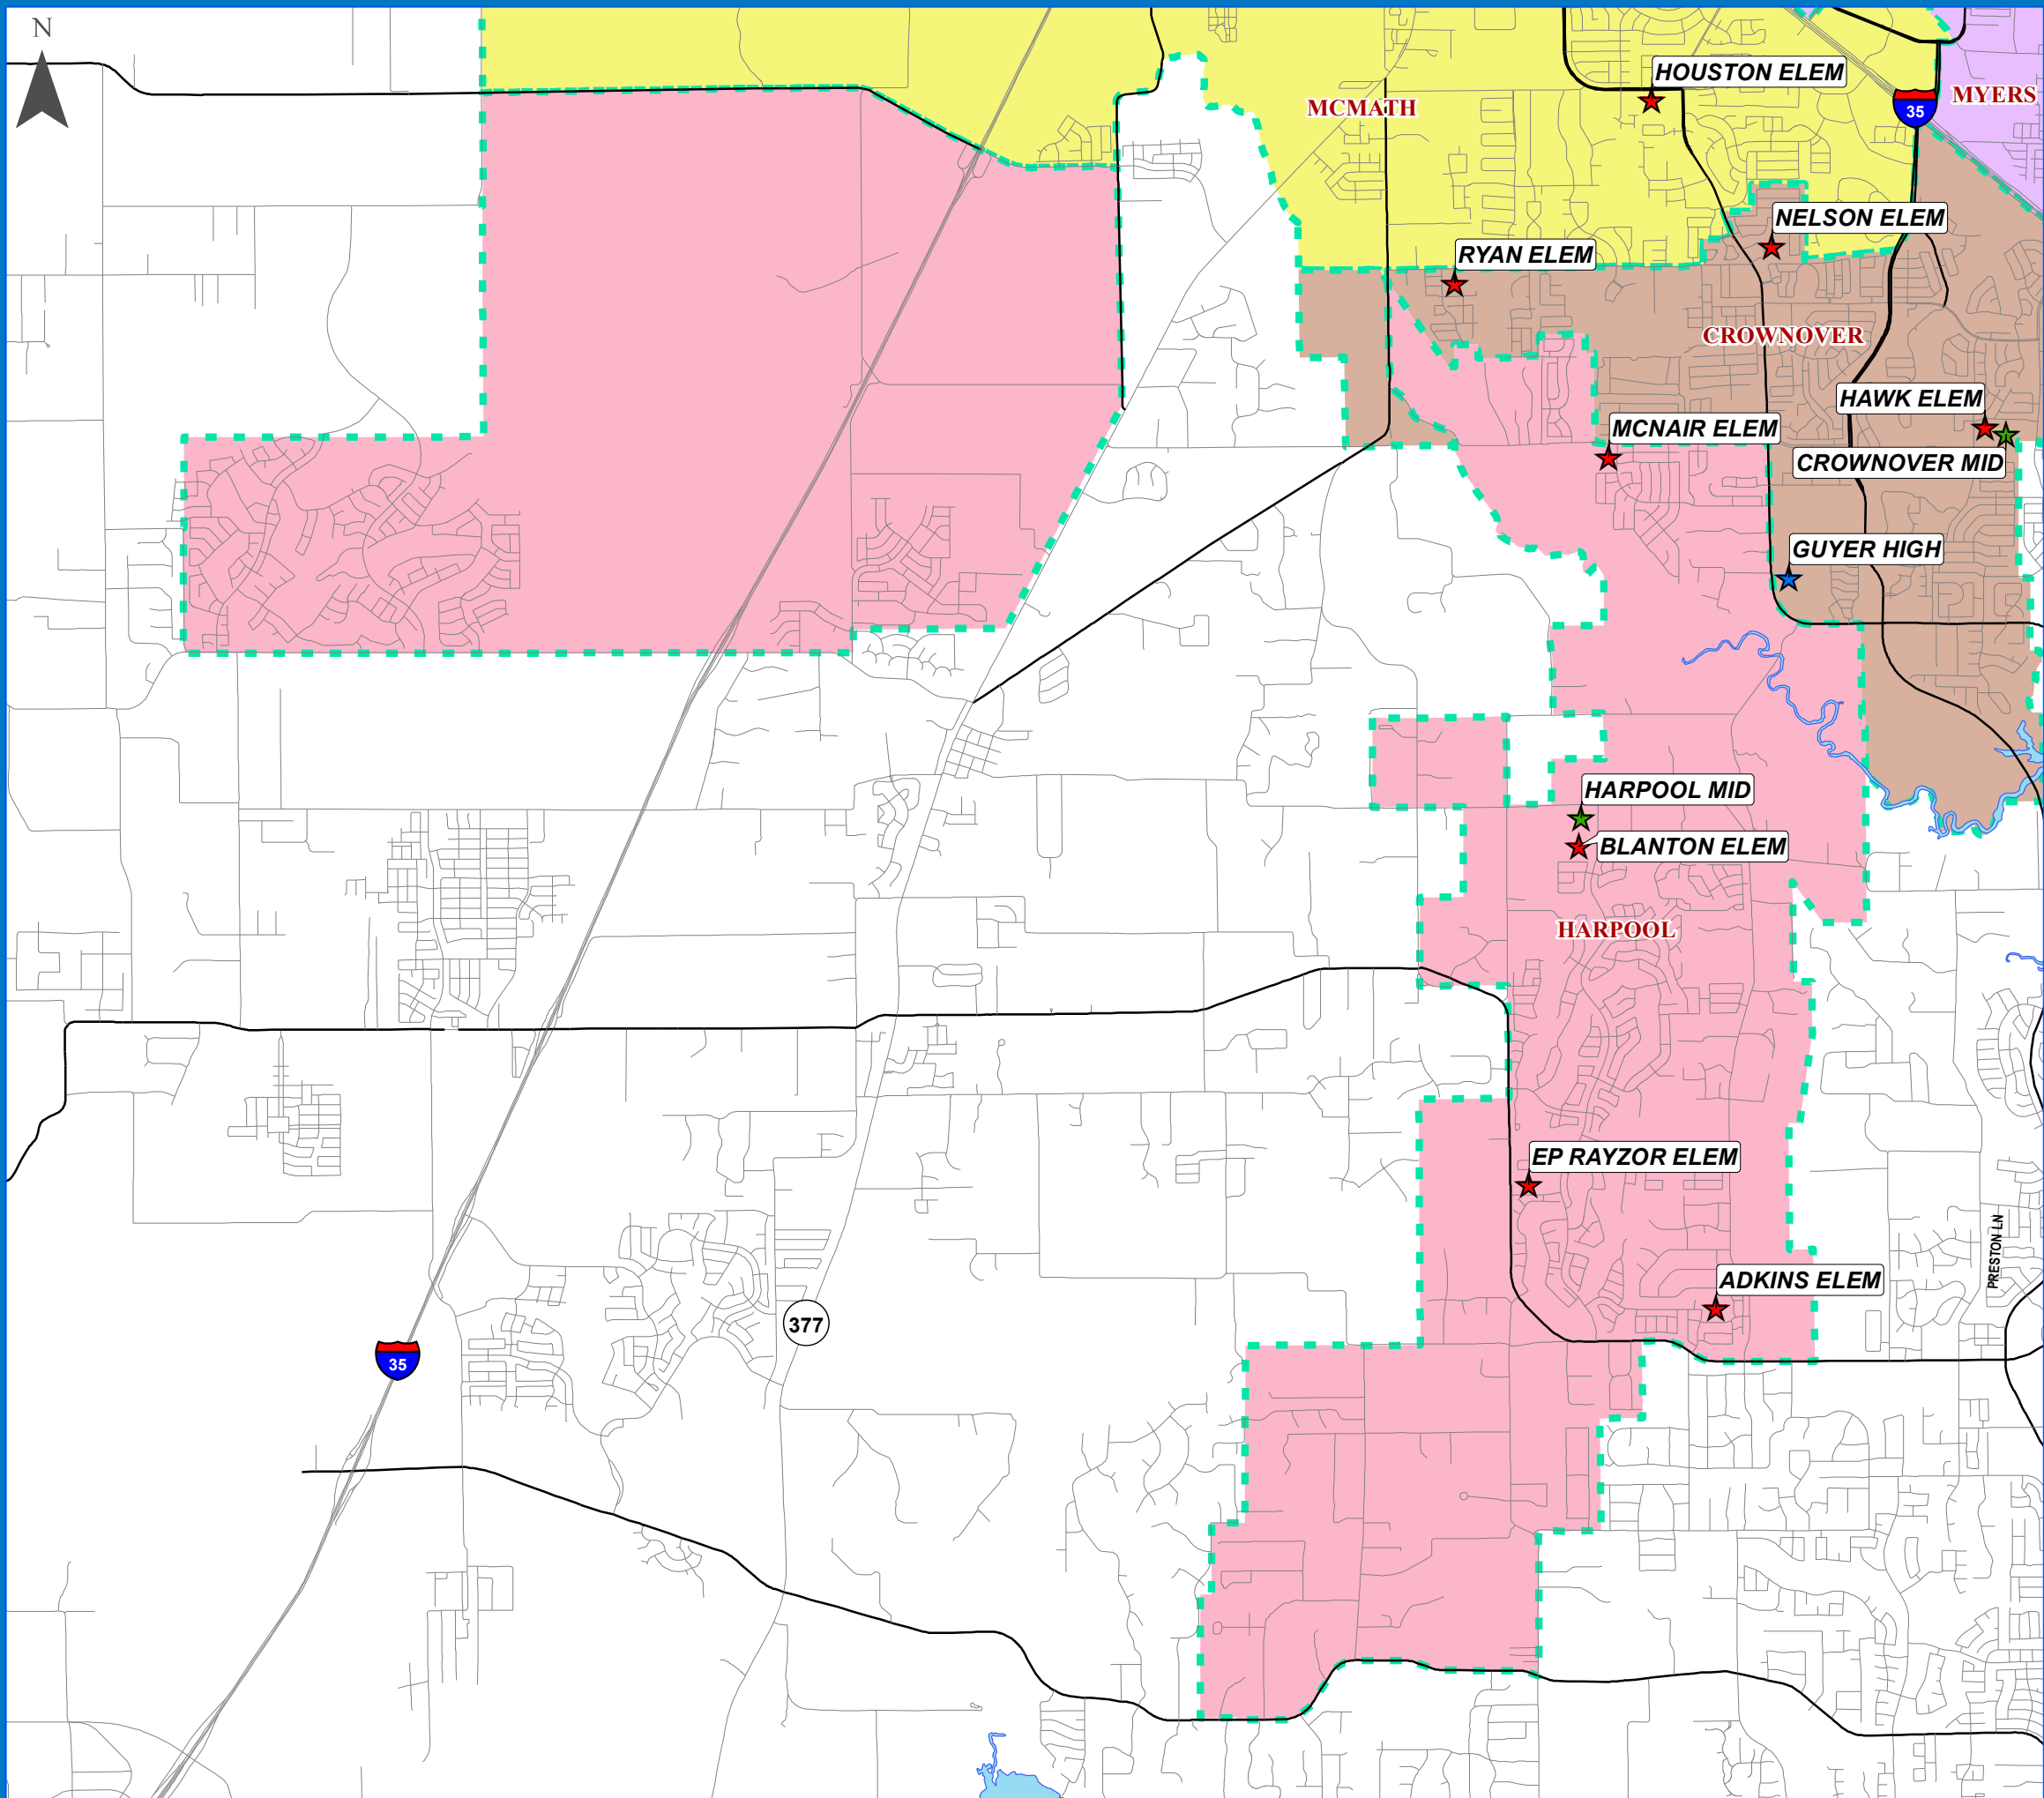 N
HOUSTON ELEM
MYERS
MCMATH
35
NELSON ELEM
RYAN ELEM
CROWNOVER
HAWK ELEM
MCNAIR ELEM
CROWNOVER MID
GUYER HIGH
HARPOOL MID
BLANTON ELEM
HARPOOL
EP RAYZOR ELEM
PRESTON LN
ADKINS ELEM
377
35